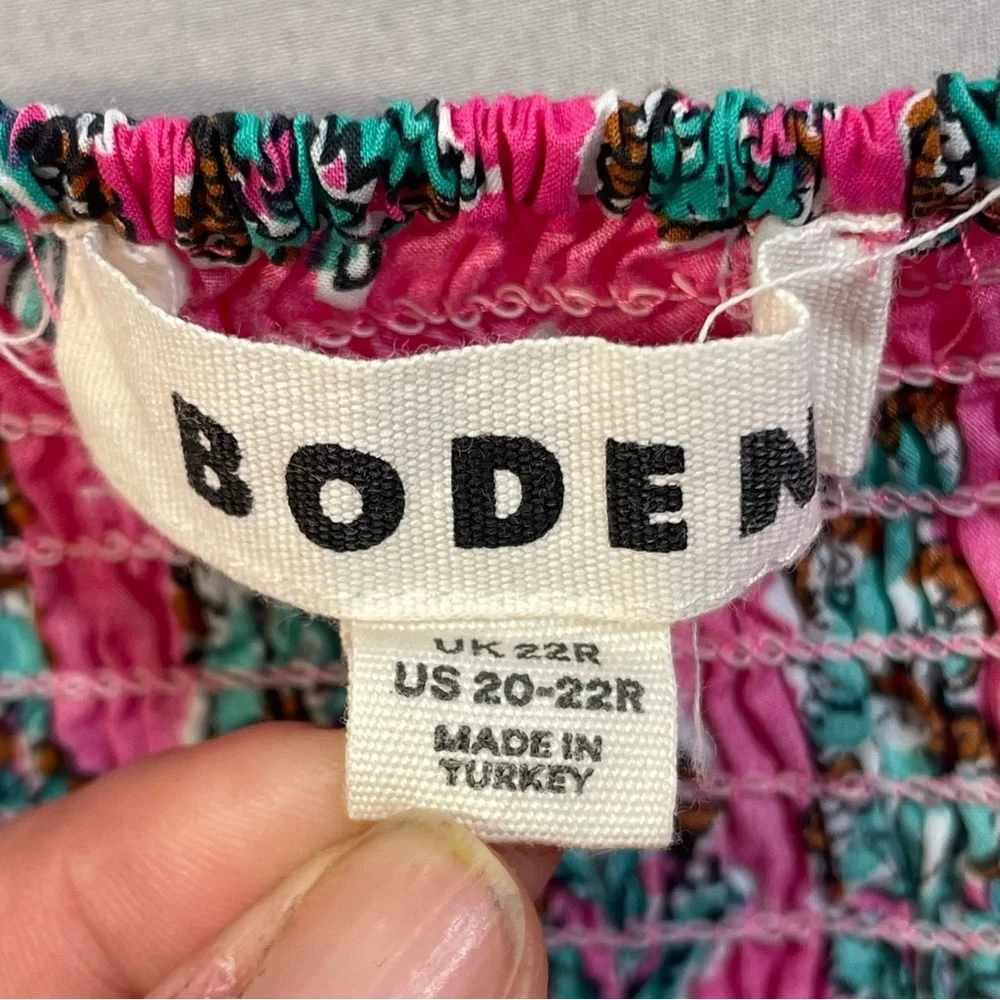 BODEN
UK 22R
US 20-22R
MADE IN
TURKEY